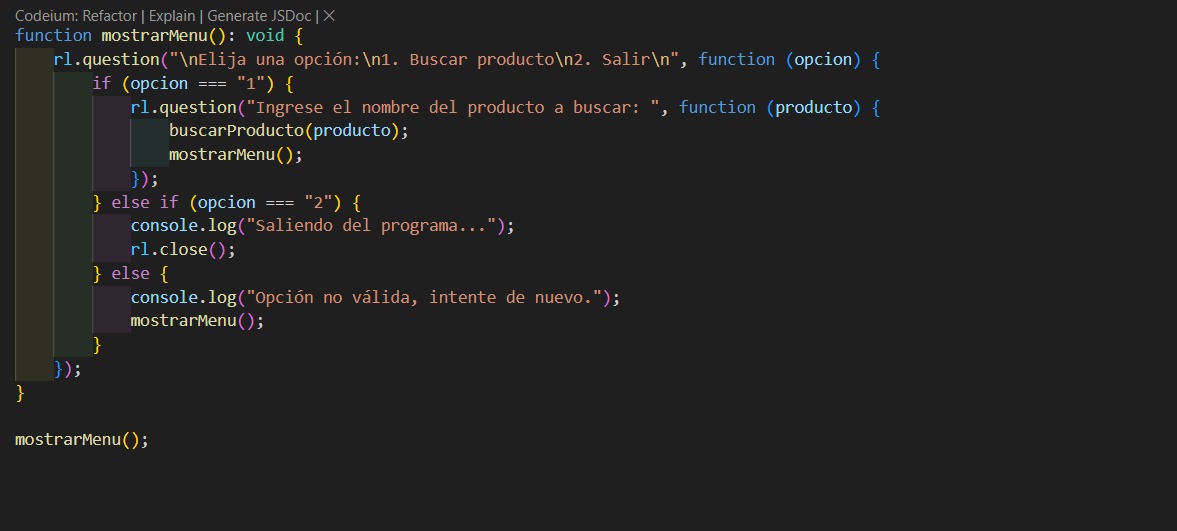 Codeium: Refactor | Explain | Generate JSDoc | ×
function mostrarMenu(): void {
    rl.question("\nElija una opción:\n1. Buscar producto\n2. Salir\n", function (opcion) {
        if (opcion === "1") {
            rl.question("Ingrese el nombre del producto a buscar: ", function (producto) {
                buscarProducto(producto);
                mostrarMenu();
            });
        } else if (opcion === "2") {
            console.log("Saliendo del programa...");
            rl.close();
        } else {
            console.log("Opción no válida, intente de nuevo.");
            mostrarMenu();
        }
    });
}
mostrarMenu();